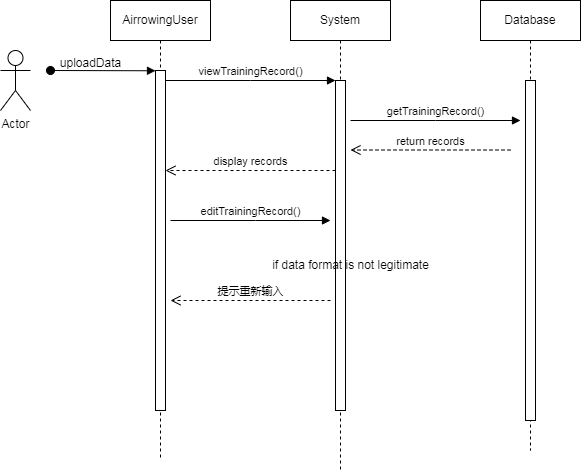 AirrowingUser
System
Database
uploadData
viewTrainingRecord()
getTrainingRecord()
Actor
return records
display records
editTrainingRecord()
if data format is not legitimate
提示重新输入